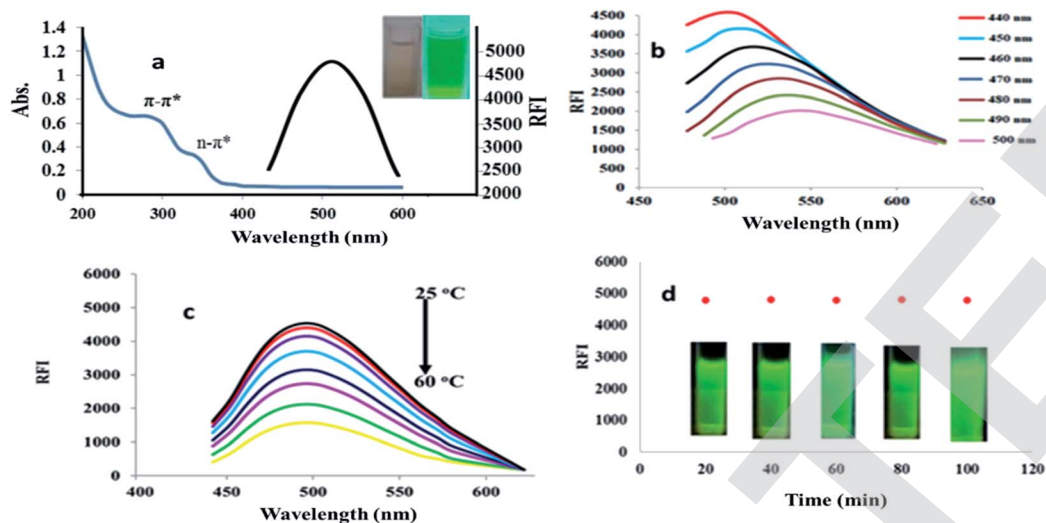 a
1.4
1.2
1
0.8
0.6
0.4
0.2
0
Abs.
π-π*
n-π*
5000
4500
4000
3500
3000
2500
2000
RFI
200 300 400 500 600
Wavelength (nm)
b
4500
4000
3500
3000
2500
2000
1500
1000
500
0
RFI
440 nm
450 nm
460 nm
470 nm
480 nm
490 nm
500 nm
450 500 550 600 650
Wavelength (nm)
c
6000
5000
4000
3000
2000
1000
0
RFI
25 °C
60 °C
400 450 500 550 600
Wavelength (nm)
d
6000
5000
4000
3000
2000
1000
0
RFI
0 20 40 60 80 100 120
Time (min)